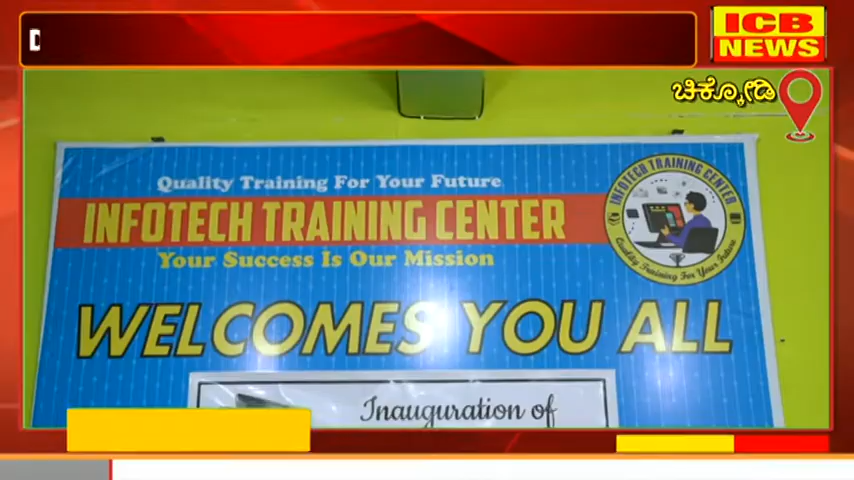 ICB
NEWS
ಚಿಕ್ಕೋಡಿ
Quality Training For Your Future
INFOTECH TRAINING CENTER
Your Success Is Our Mission
INFOTECH TRAINING CENTER
Quality Training For Your Future
WELCOMES YOU ALL
Inauguration of